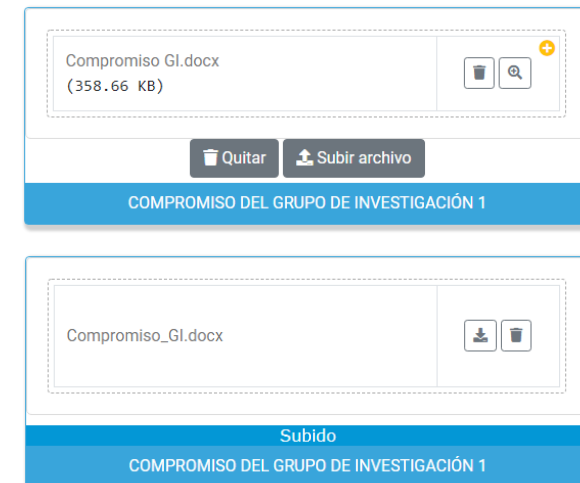 Compromiso GI.docx
(358.66 KB)
Quitar
Subir archivo
COMPROMISO DEL GRUPO DE INVESTIGACIÓN 1
Compromiso_GI.docx
Subido
COMPROMISO DEL GRUPO DE INVESTIGACIÓN 1